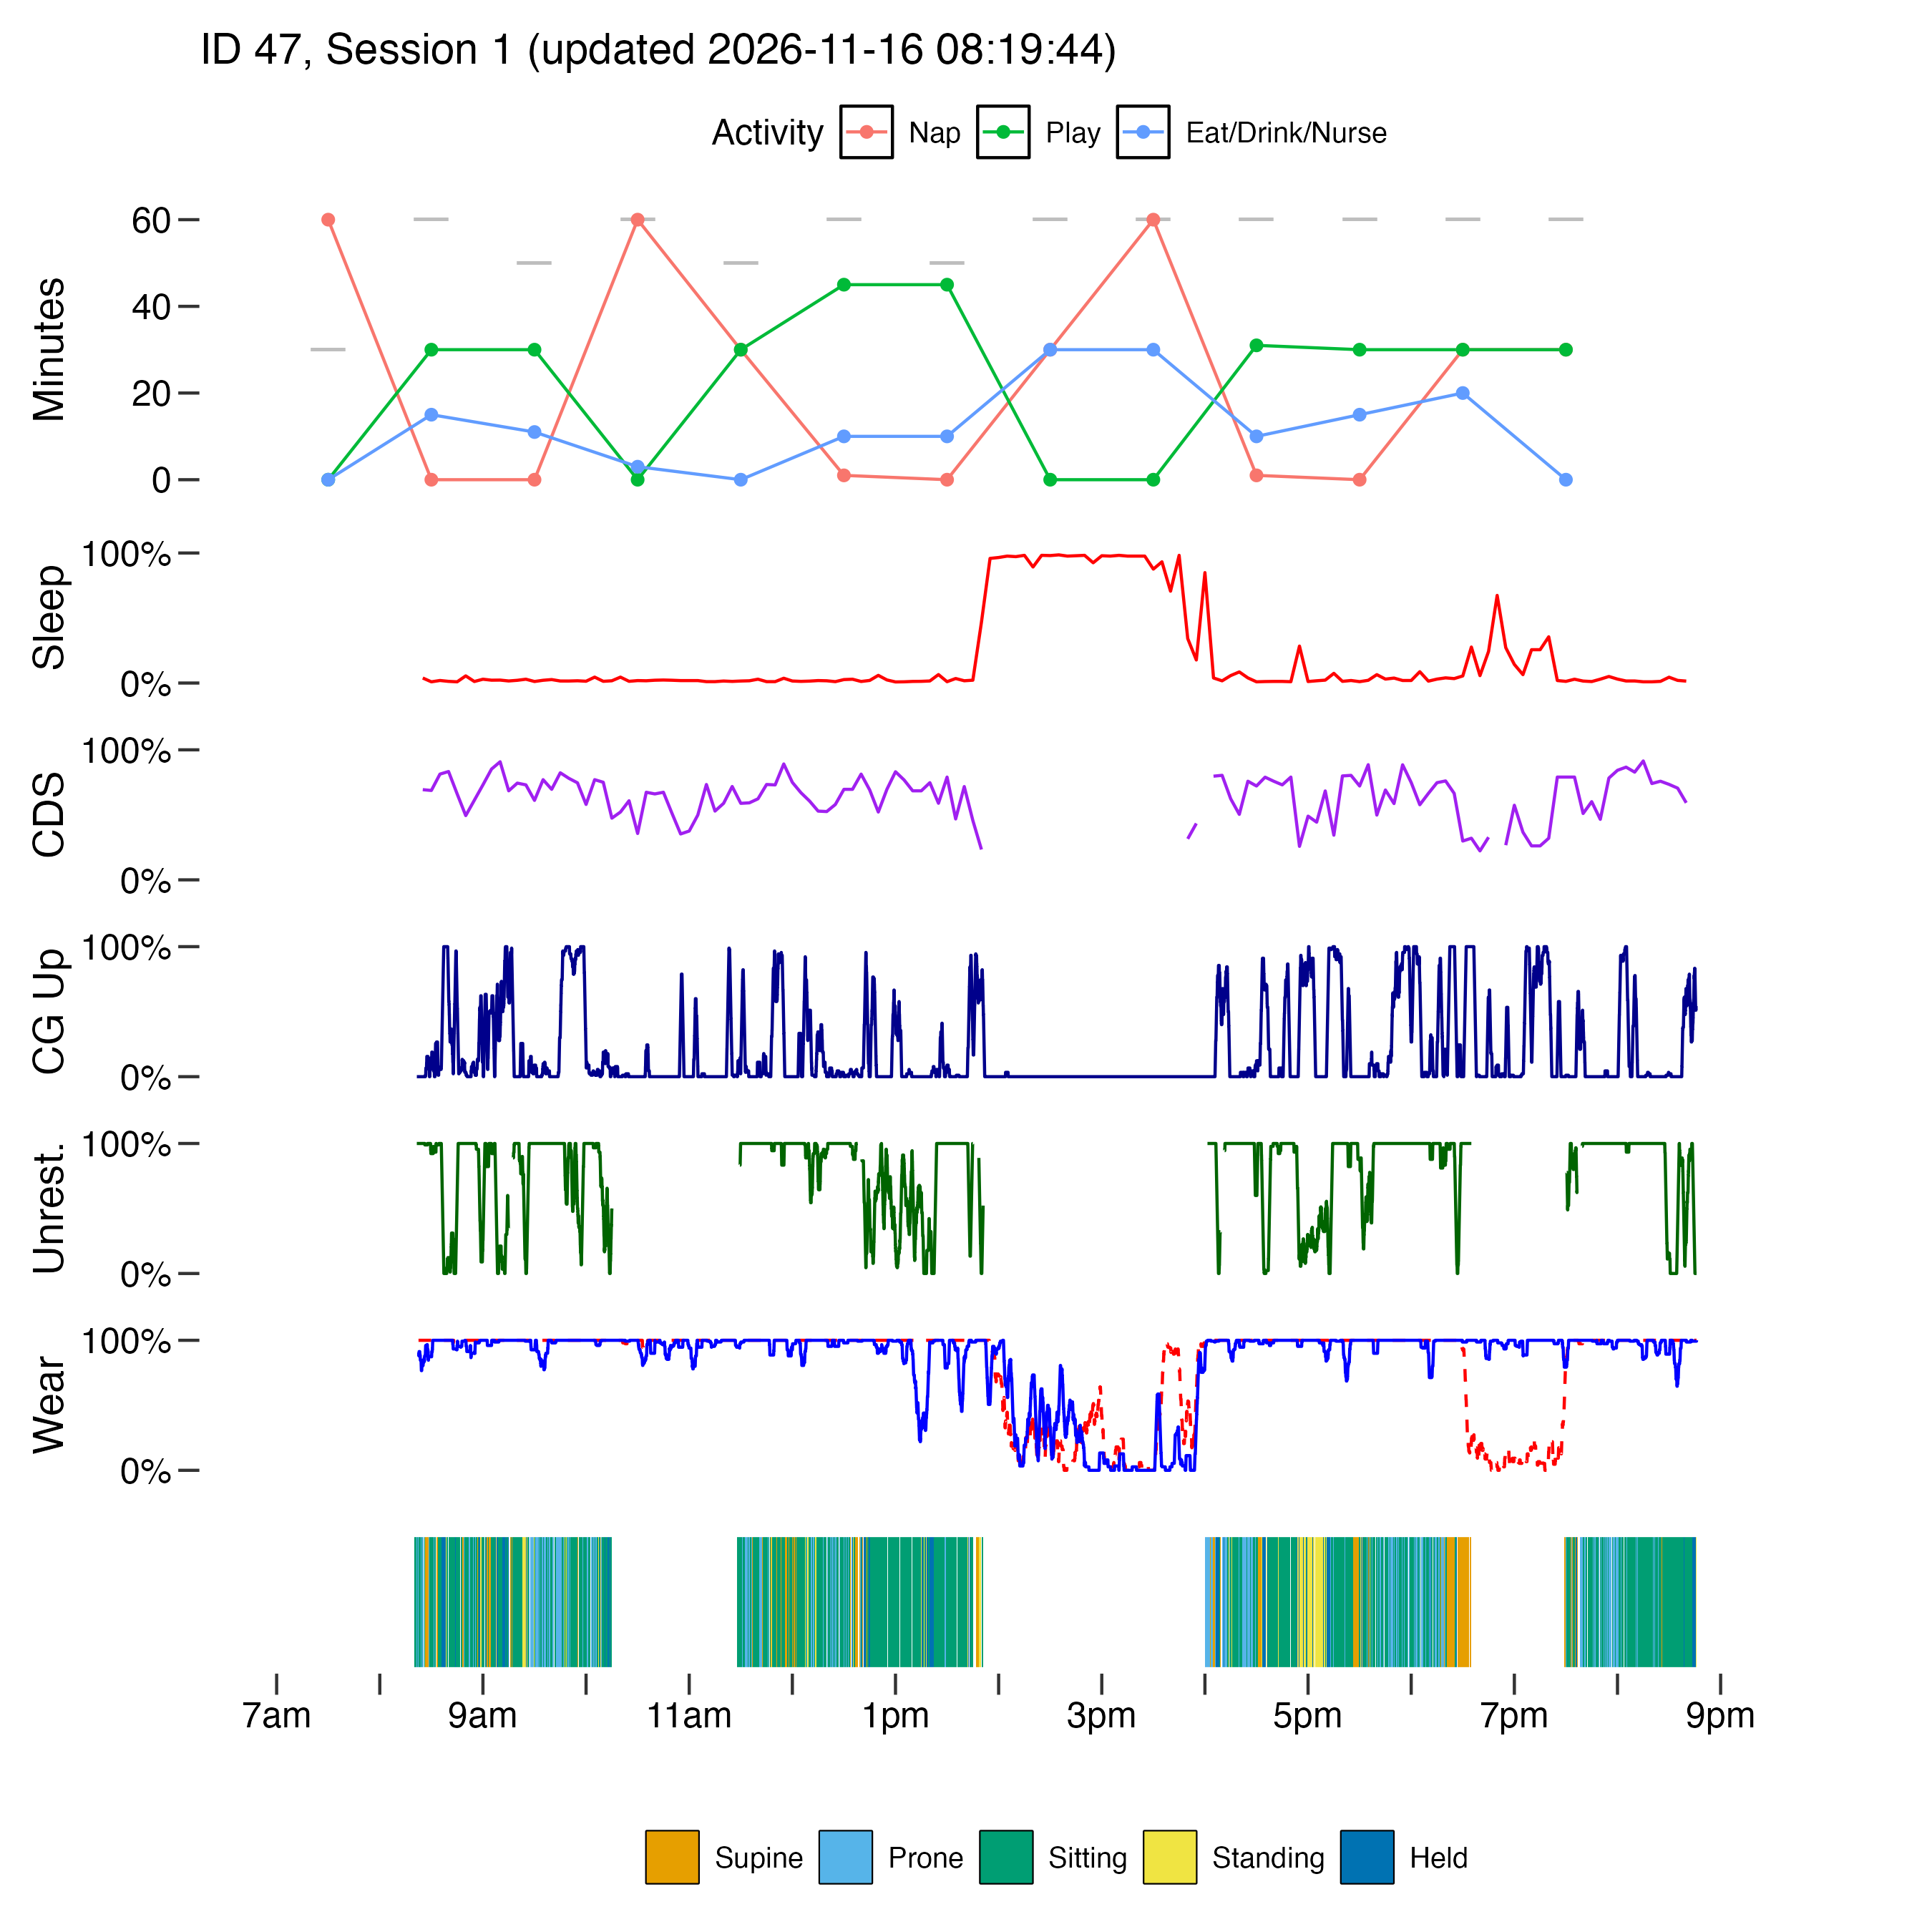 ID 47, Session 1 (updated 2026-11-16 08:19:44)
Activity Nap Play Eat/Drink/Nurse
Minutes
60
40
20
0
Sleep
100%
0%
CDS
100%
0%
CG Up
100%
0%
Unrest.
100%
0%
Wear
100%
0%
7am 9am 11am 1pm 3pm 5pm 7pm 9pm
Supine Prone Sitting Standing Held